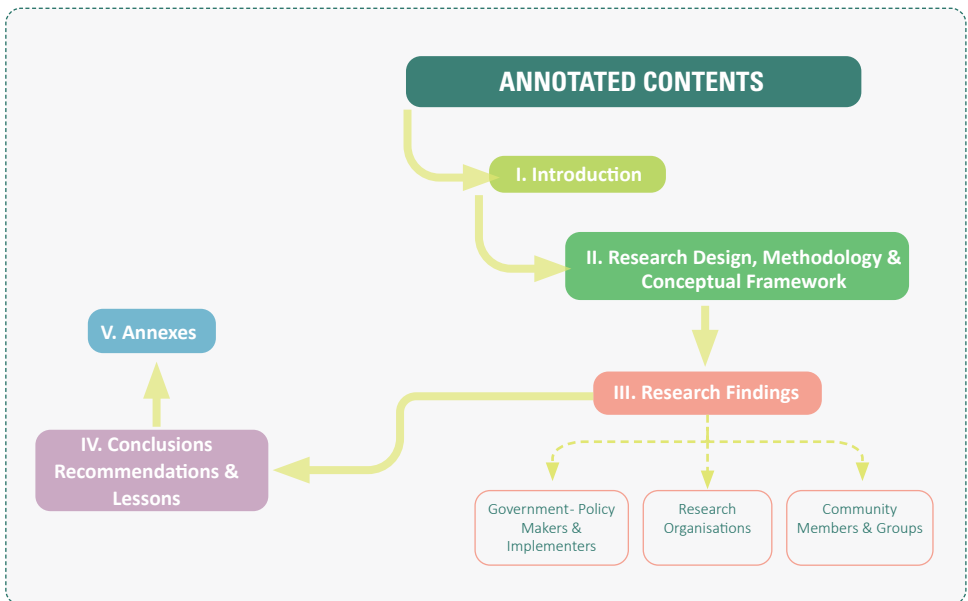 ANNOTATED CONTENTS
I. Introduction
II. Research Design, Methodology &
Conceptual Framework
III. Research Findings
Government- Policy
Makers &
Implementers
Research
Organisations
Community
Members & Groups
IV. Conclusions
Recommendations &
Lessons
V. Annexes